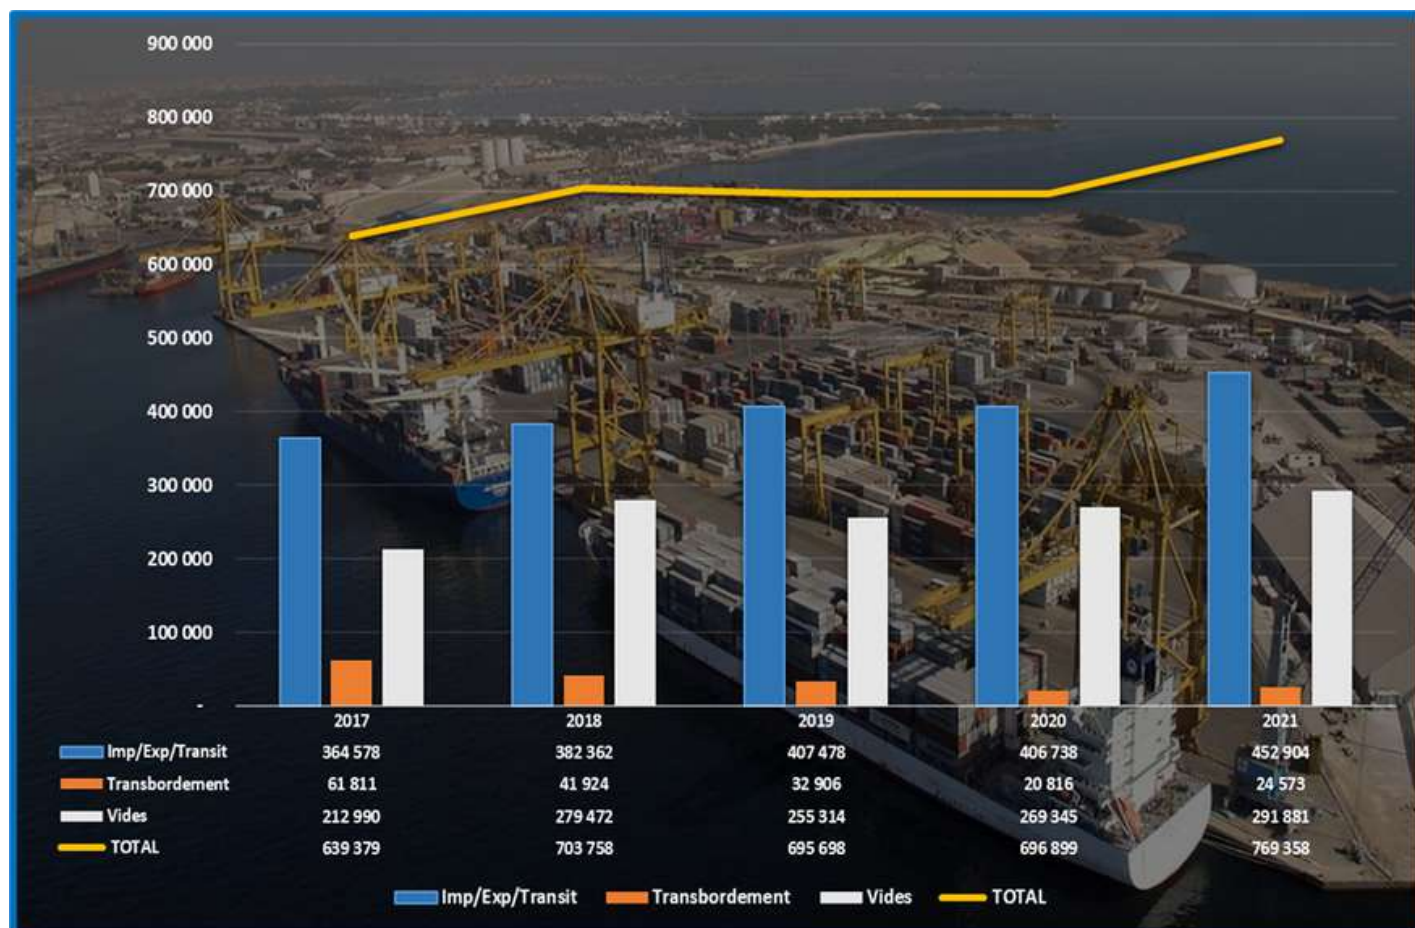 900 000
800 000
700 000
600 000
500 000
400 000
300 000
200 000
100 000
-
2017 2018 2019 2020 2021
Imp/Exp/Transit 364 578 382 362 407 478 406 738 452 904
Transbordement 61 811 41 924 32 906 20 816 24 573
Vides 212 990 279 472 255 314 269 345 291 881
TOTAL 639 379 703 758 695 698 696 899 769 358
Imp/Exp/Transit Transbordement Vides TOTAL